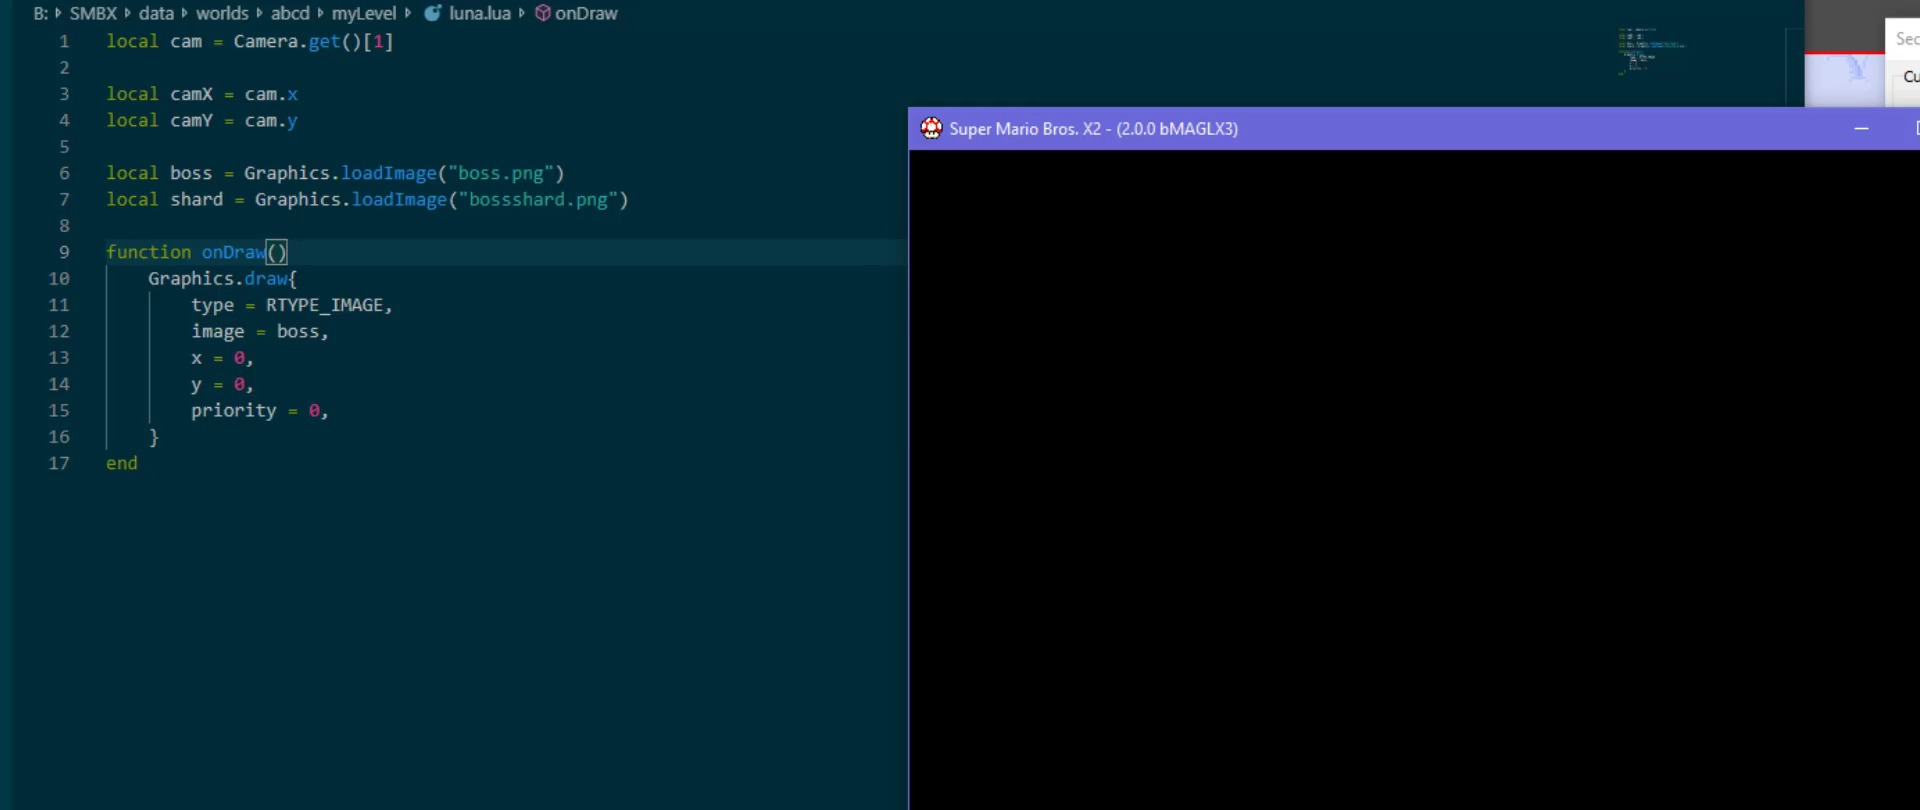 B: SMBX data worlds abcd myLevel luna.lua onDraw
1 local cam = Camera.get()[1]
2
3 local camX = cam.x
4 local camY = cam.y
5
6 local boss = Graphics.loadImage("boss.png")
7 local shard = Graphics.loadImage("bossshard.png")
8
9 function onDraw()
10 Graphics.draw{
11 type = RTYPE_IMAGE,
12 image = boss,
13 x = 0,
14 y = 0,
15 priority = 0,
16 }
17 end
Super Mario Bros. X2 - (2.0.0 bMAGLX3)